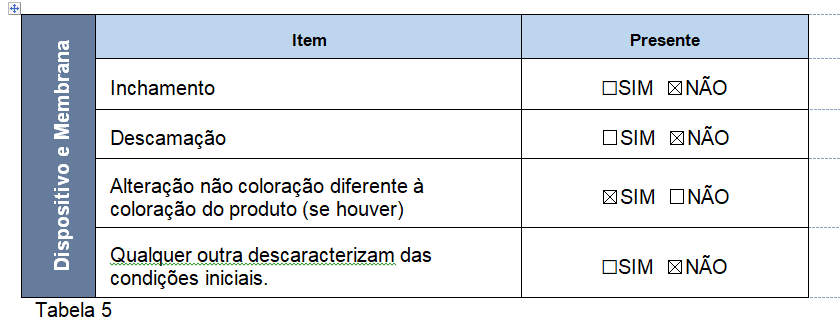 Dispositivo e Membrana
Item Presente
Inchamento ☐SIM ☒NÃO
Descamação ☐SIM ☒NÃO
Alteração não coloração diferente à
coloração do produto (se houver) ☒SIM ☐NÃO
Qualquer outra descaracterizam das
condições iniciais. ☐SIM ☒NÃO
Tabela 5